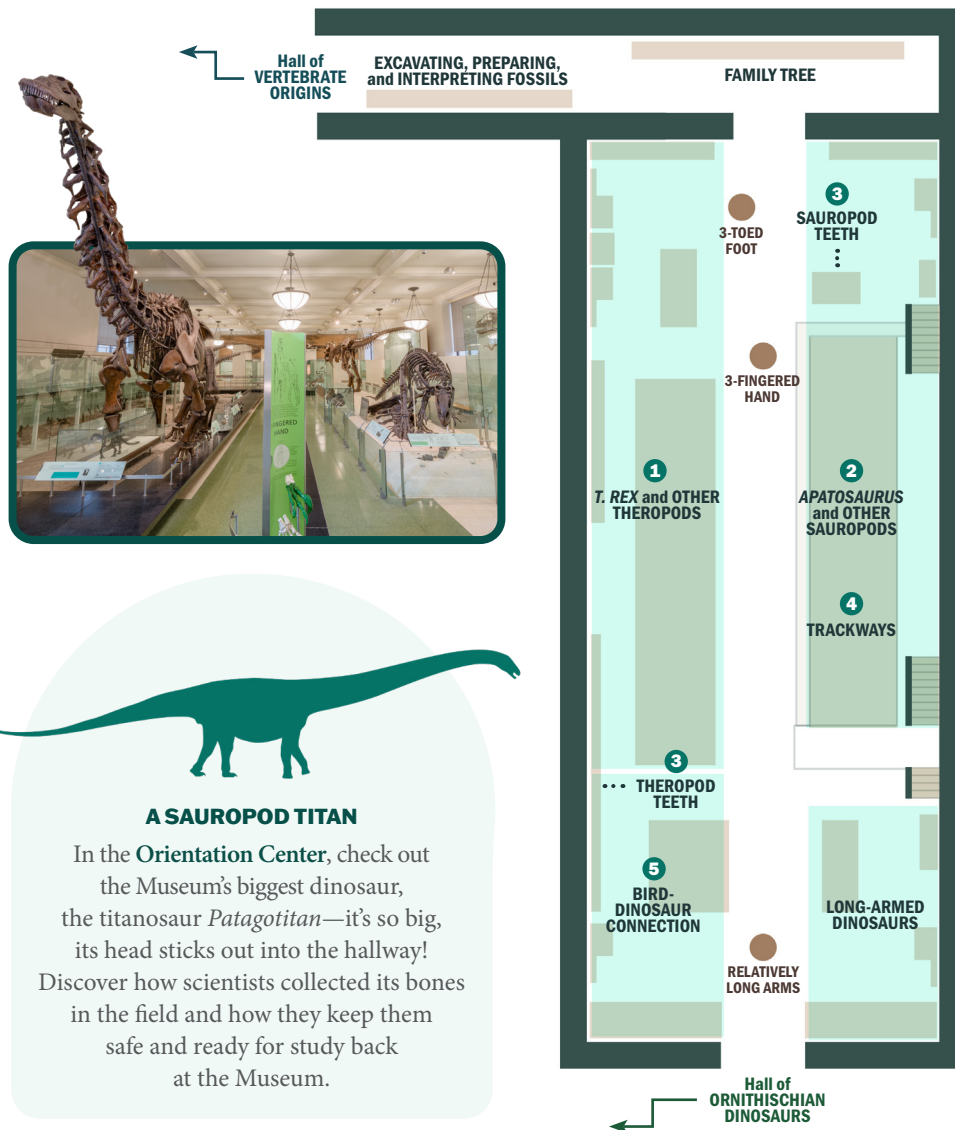 Hall of
VERTEBRATE
ORIGINS
EXCAVATING, PREPARING,
and INTERPRETING FOSSILS
FAMILY TREE
3
SAUROPOD
TEETH
3-TOED
FOOT
3-FINGERED
HAND
1
T. REX and OTHER
THEROPODS
2
APATOSAURUS
and OTHER
SAUROPODS
4
TRACKWAYS
3
THEROPOD
TEETH
5
BIRD-
DINOSAUR
CONNECTION
LONG-ARMED
DINOSAURS
RELATIVELY
LONG ARMS
Hall of
ORNITHISCHIAN
DINOSAURS
HAND
A SAUROPOD TITAN
In the Orientation Center, check out
the Museum’s biggest dinosaur,
the titanosaur Patagotitan—it’s so big,
its head sticks out into the hallway!
Discover how scientists collected its bones
in the field and how they keep them
safe and ready for study back
at the Museum.